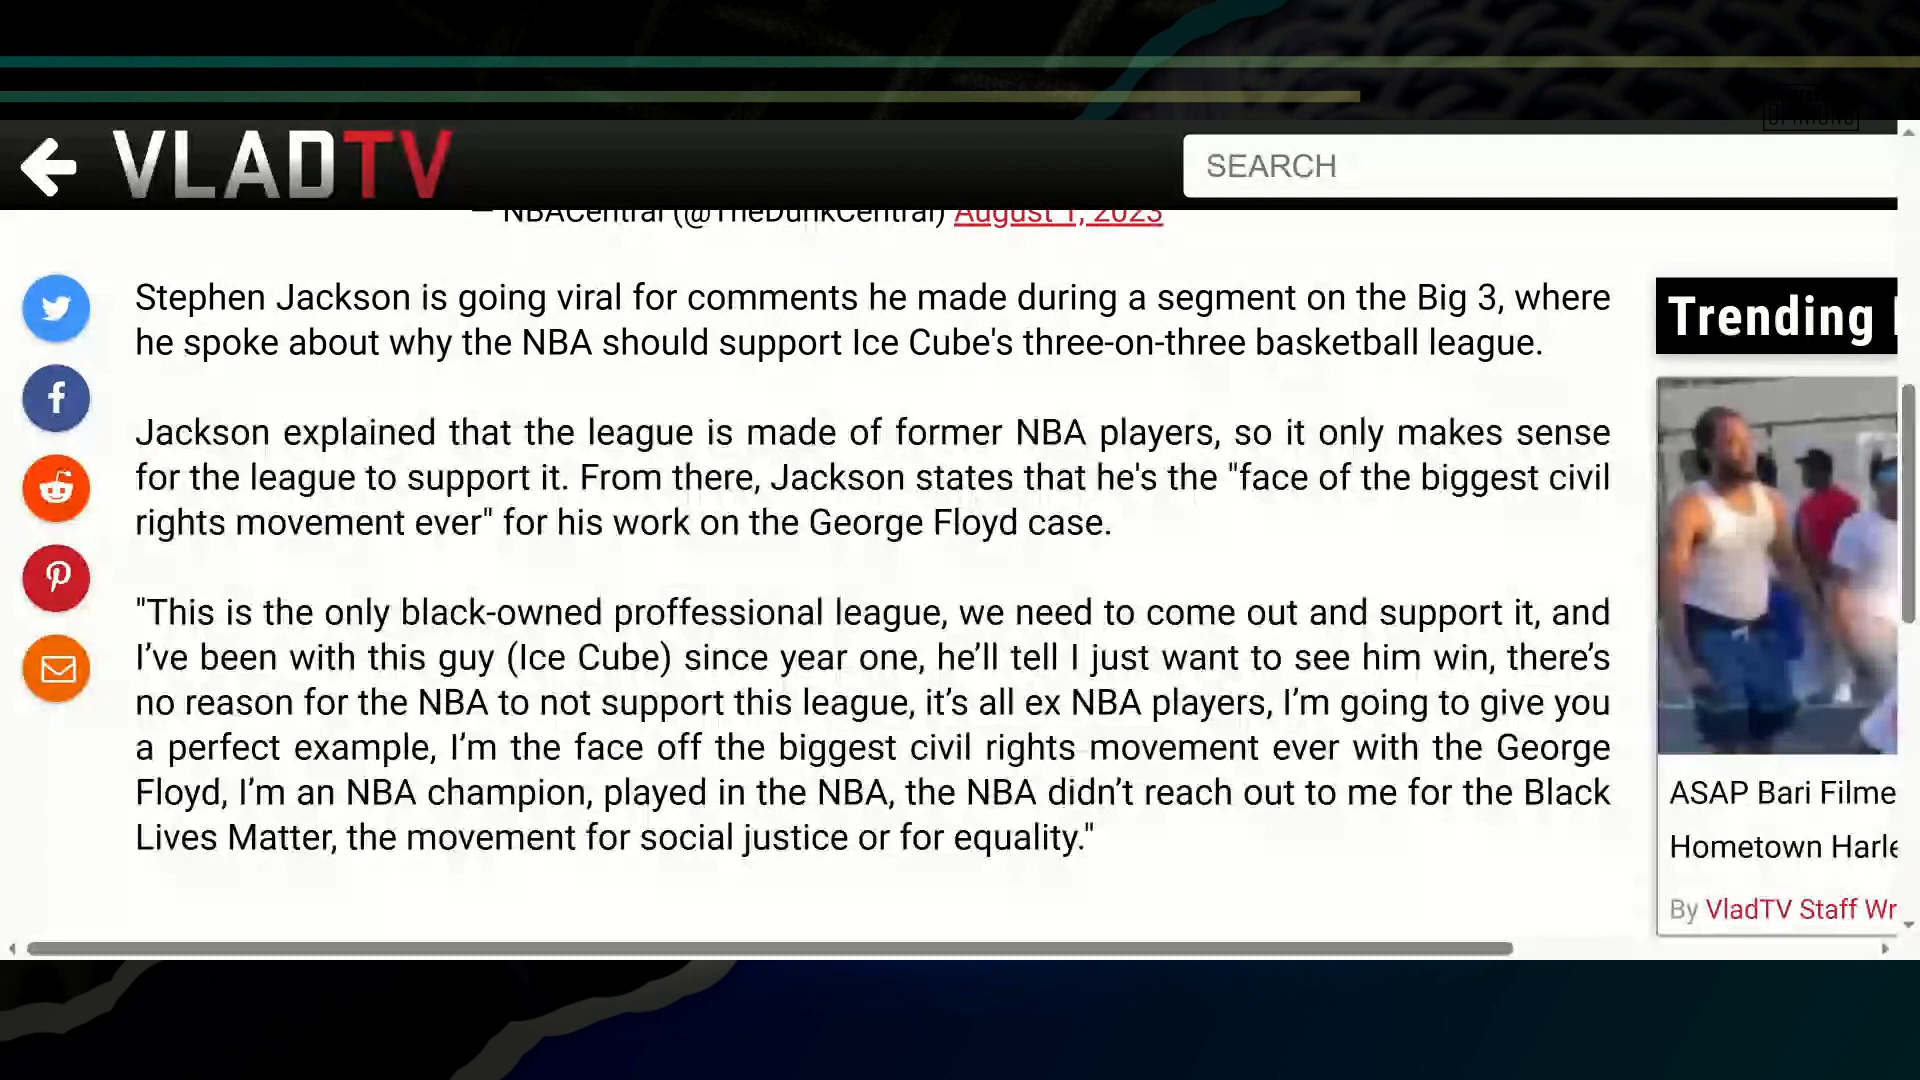 OPINIONS
VLADTV
SEARCH
— NBACentral (@TheDunkCentral) August 1, 2023
Stephen Jackson is going viral for comments he made during a segment on the Big 3, where
he spoke about why the NBA should support Ice Cube's three-on-three basketball league.
Jackson explained that the league is made of former NBA players, so it only makes sense
for the league to support it. From there, Jackson states that he's the "face of the biggest civil
rights movement ever" for his work on the George Floyd case.
"This is the only black-owned proffessional league, we need to come out and support it, and
I’ve been with this guy (Ice Cube) since year one, he’ll tell I just want to see him win, there’s
no reason for the NBA to not support this league, it’s all ex NBA players, I’m going to give you
a perfect example, I’m the face off the biggest civil rights movement ever with the George
Floyd, I’m an NBA champion, played in the NBA, the NBA didn’t reach out to me for the Black
Lives Matter, the movement for social justice or for equality."
Trending
ASAP Bari Filme
Hometown Harle
By VladTV Staff Wr